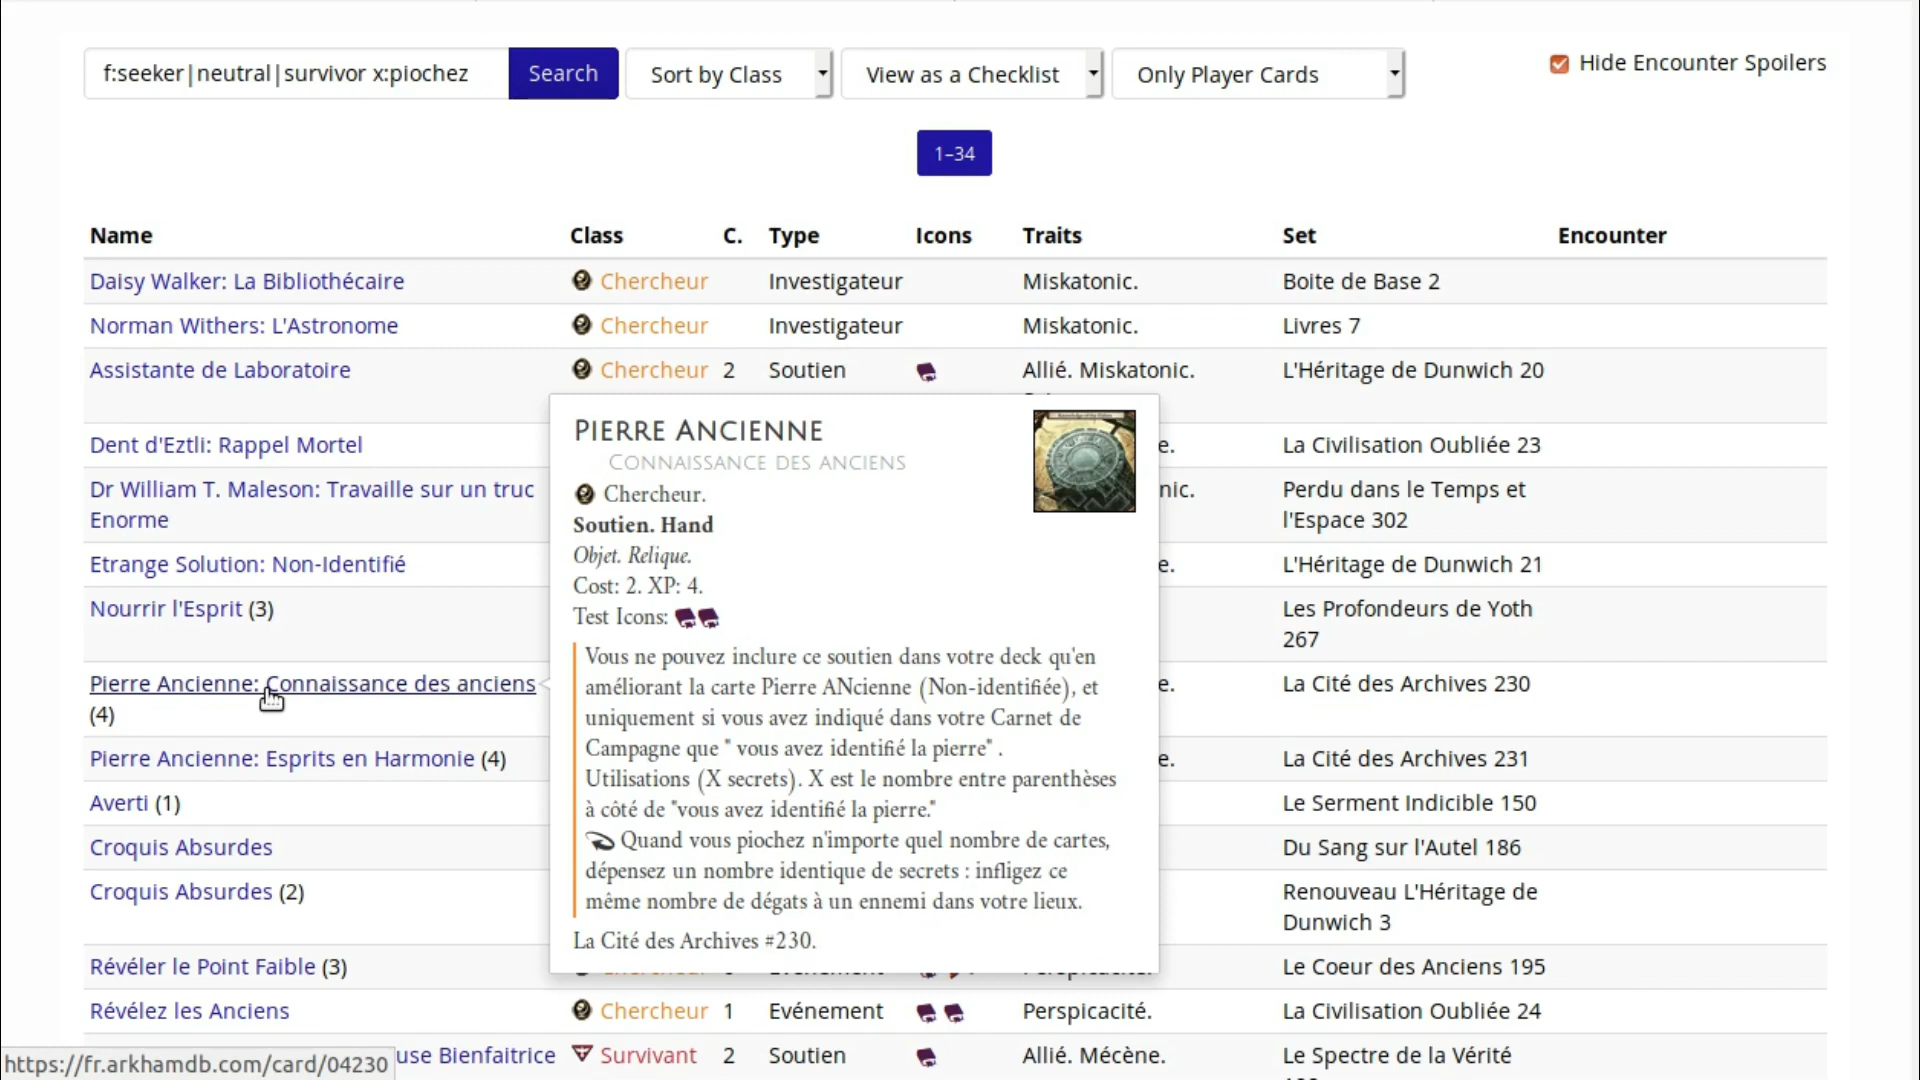 f:seeker|neutral|survivor x:piochez
Search
Sort by Class
View as a Checklist
Only Player Cards
Hide Encounter Spoilers
1–34
Name Class C. Type Icons Traits Set Encounter
Daisy Walker: La Bibliothécaire Chercheur Investigateur Miskatonic. Boite de Base 2
Norman Withers: L'Astronome Chercheur Investigateur Miskatonic. Livres 7
Assistante de Laboratoire Chercheur 2 Soutien Allié. Miskatonic. L'Héritage de Dunwich 20
Dent d'Eztli: Rappel Mortel e. La Civilisation Oubliée 23
Dr William T. Maleson: Travaille sur un truc nic. Perdu dans le Temps et
Enorme l'Espace 302
Etrange Solution: Non-Identifié e. L'Héritage de Dunwich 21
Nourrir l'Esprit (3) Les Profondeurs de Yoth
267
Pierre Ancienne: Connaissance des anciens e. La Cité des Archives 230
(4)
Pierre Ancienne: Esprits en Harmonie (4) e. La Cité des Archives 231
Averti (1) Le Serment Indicible 150
Croquis Absurdes Du Sang sur l'Autel 186
Croquis Absurdes (2) Renouveau L'Héritage de
Dunwich 3
Révéler le Point Faible (3) Le Coeur des Anciens 195
Révélez les Anciens Chercheur 1 Evénement Perspicacité. La Civilisation Oubliée 24
use Bienfaitrice Survivant 2 Soutien Allié. Mécène. Le Spectre de la Vérité
Pierre Ancienne
Connaissance des anciens
Chercheur.
Soutien. Hand
Objet. Relique.
Cost: 2. XP: 4.
Test Icons:
Vous ne pouvez inclure ce soutien dans votre deck qu'en
améliorant la carte Pierre ANcienne (Non-identifiée), et
uniquement si vous avez indiqué dans votre Carnet de
Campagne que " vous avez identifié la pierre" .
Utilisations (X secrets). X est le nombre entre parenthèses
à côté de "vous avez identifié la pierre."
Quand vous piochez n'importe quel nombre de cartes,
dépensez un nombre identique de secrets : infligez ce
même nombre de dégats à un ennemi dans votre lieux.
La Cité des Archives #230.
https://fr.arkhamdb.com/card/04230